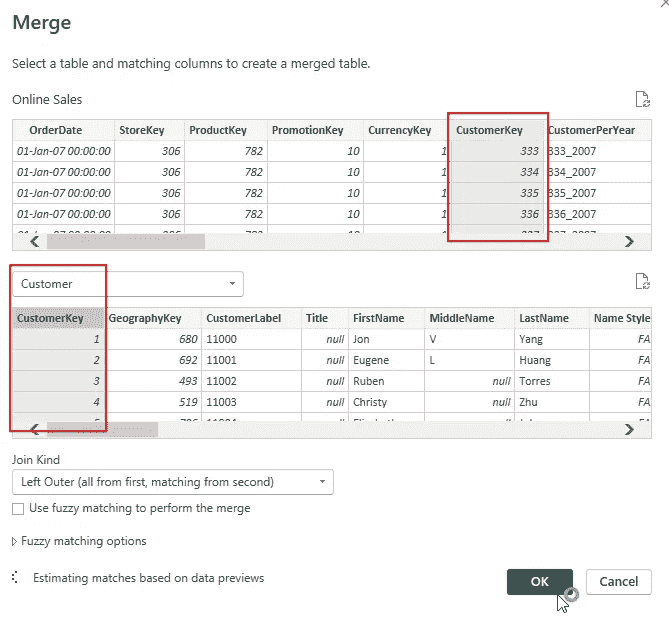 Merge
Select a table and matching columns to create a merged table.
Online Sales
OrderDate StoreKey ProductKey PromotionKey CurrencyKey CustomerKey CustomerPerYear
01-Jan-07 00:00:00 306 782 10 1 333 333_2007
01-Jan-07 00:00:00 306 782 10 1 334 334_2007
01-Jan-07 00:00:00 306 782 10 1 335 335_2007
01-Jan-07 00:00:00 306 782 10 1 336 336_2007
Customer
CustomerKey GeographyKey CustomerLabel Title FirstName MiddleName LastName Name Style
1 680 11000 null Jon V Yang FA
2 692 11001 null Eugene L Huang FA
3 493 11002 null Ruben null Torres FA
4 519 11003 null Christy null Zhu FA
Join Kind
Left Outer (all from first, matching from second)
Use fuzzy matching to perform the merge
Fuzzy matching options
Estimating matches based on data previews
OK Cancel